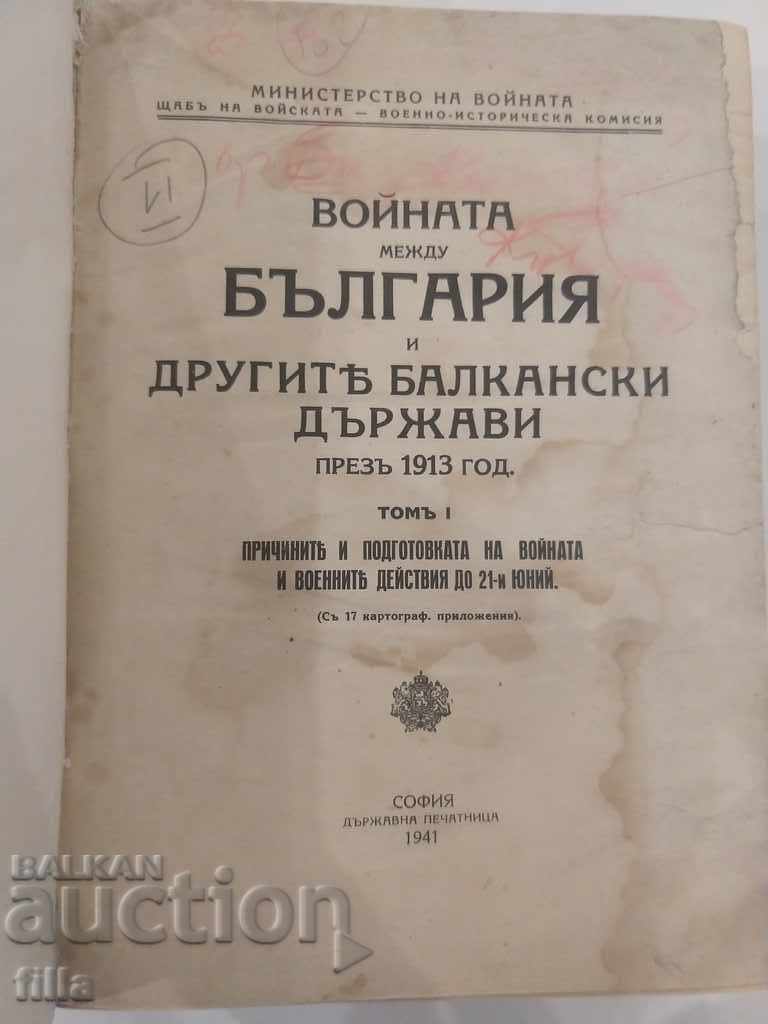 МИНИСТЕРСТВО НА ВОЙНАТА
ЩАБЪ НА ВОЙСКАТА — ВОЕННО-ИСТОРИЧЕСКА КОМИСИЯ
ВОЙНАТА
МЕЖДУ
БЪЛГАРИЯ
И
ДРУГИТѢ БАЛКАНСКИ
ДЪРЖАВИ
ПРЕЗЪ 1913 ГОД.
ТОМЪ I
ПРИЧИНИТѢ И ПОДГОТОВКАТА НА ВОЙНАТА
И ВОЕННИТѢ ДЕЙСТВИЯ ДО 21-и ЮНИЙ.
(Съ 17 картограф. приложения).
СОФИЯ
ДЪРЖАВНА ПЕЧАТНИЦА
1941
BALKAN
auction
filla